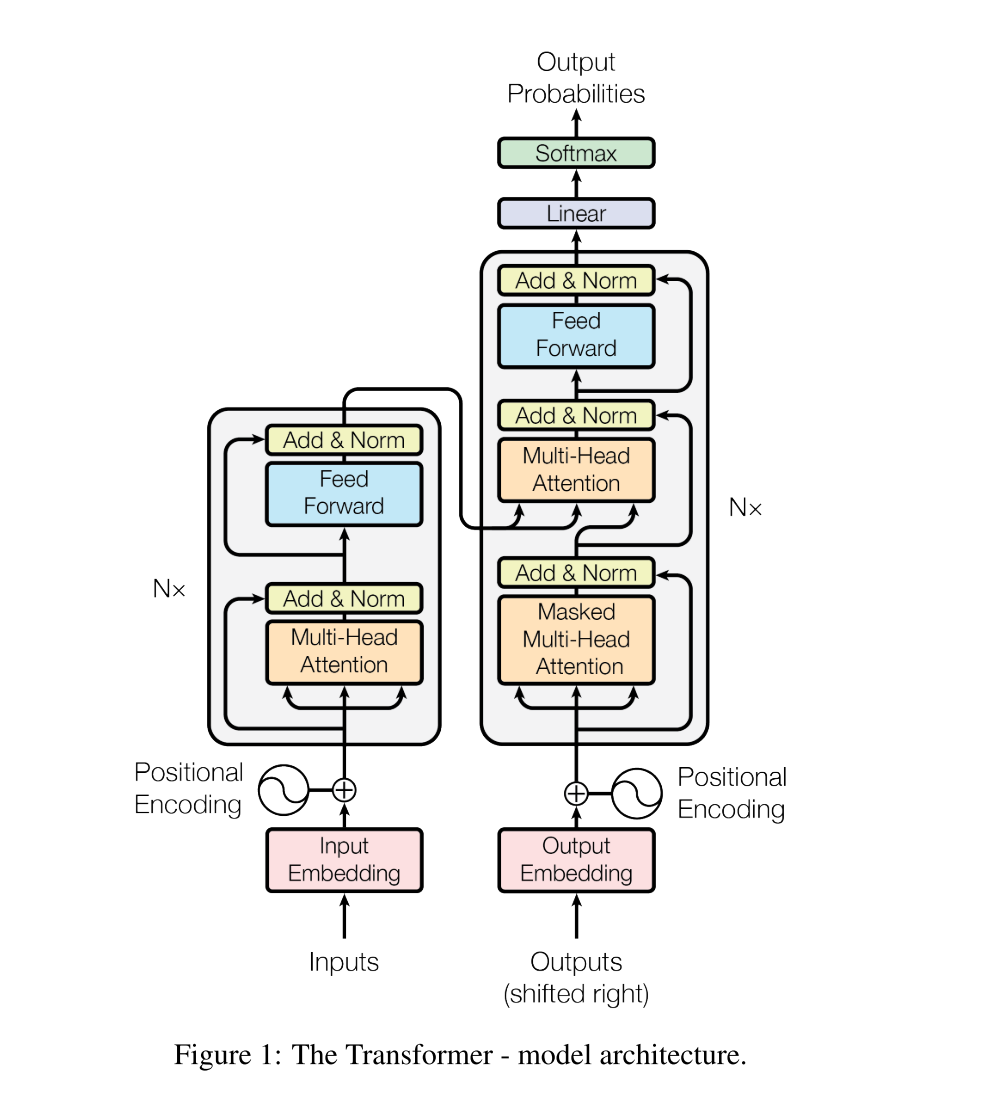 Output
Probabilities
Softmax
Linear
Add & Norm
Feed
Forward
Add & Norm
Multi-Head
Attention
Add & Norm
Masked
Multi-Head
Attention
N×
Add & Norm
Feed
Forward
Add & Norm
Multi-Head
Attention
N×
Positional
Encoding
Positional
Encoding
Input
Embedding
Output
Embedding
Inputs
Outputs
(shifted right)
Figure 1: The Transformer - model architecture.